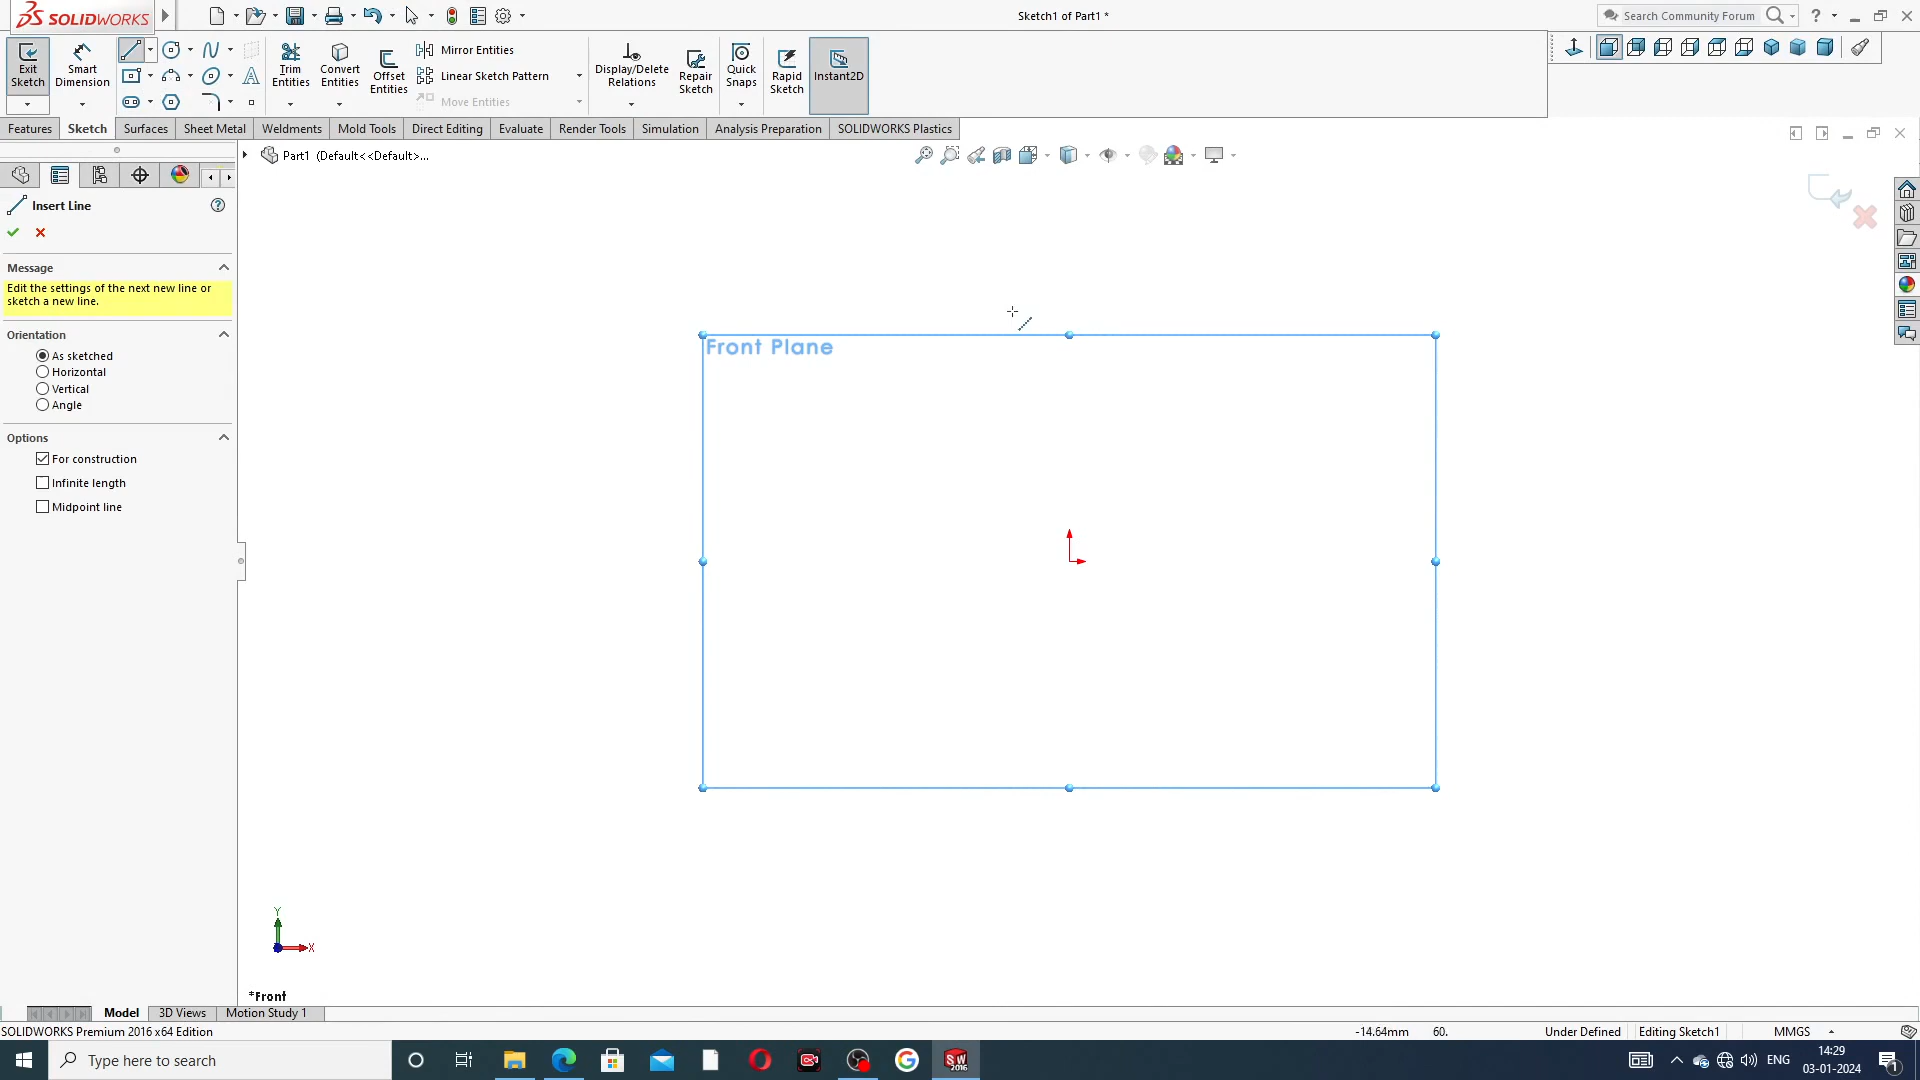 SOLIDWORKS
Sketch1 of Part1 *
Search Community Forum
Exit Sketch
Smart Dimension
Trim Entities
Convert Entities
Offset Entities
Mirror Entities
Linear Sketch Pattern
Move Entities
Display/Delete Relations
Repair Sketch
Quick Snaps
Rapid Sketch
Instant2D
Features
Sketch
Surfaces
Sheet Metal
Weldments
Mold Tools
Direct Editing
Evaluate
Render Tools
Simulation
Analysis Preparation
SOLIDWORKS Plastics
Part1 (Default<<Default>...
Insert Line
Message
Edit the settings of the next new line or
sketch a new line.
Orientation
As sketched
Horizontal
Vertical
Angle
Options
For construction
Infinite length
Midpoint line
Front Plane
Y
X
*Front
Model
3D Views
Motion Study 1
SOLIDWORKS Premium 2016 x64 Edition
-14.64mm
60.
Under Defined
Editing Sketch1
MMGS
Type here to search
SW
2016
ENG
14:29
03-01-2024
1